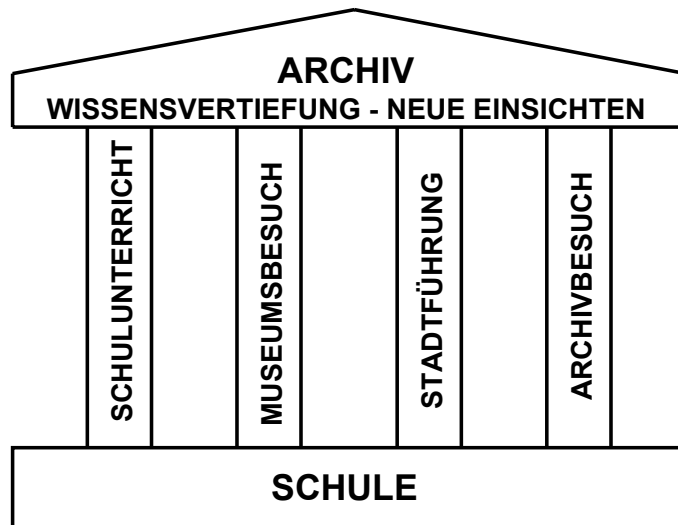 ARCHIV
WISSENSVERTIEFUNG - NEUE EINSICHTEN
SCHULUNTERRICHT
MUSEUMSBESUCH
STADTFÜHRUNG
ARCHIVBESUCH
SCHULE